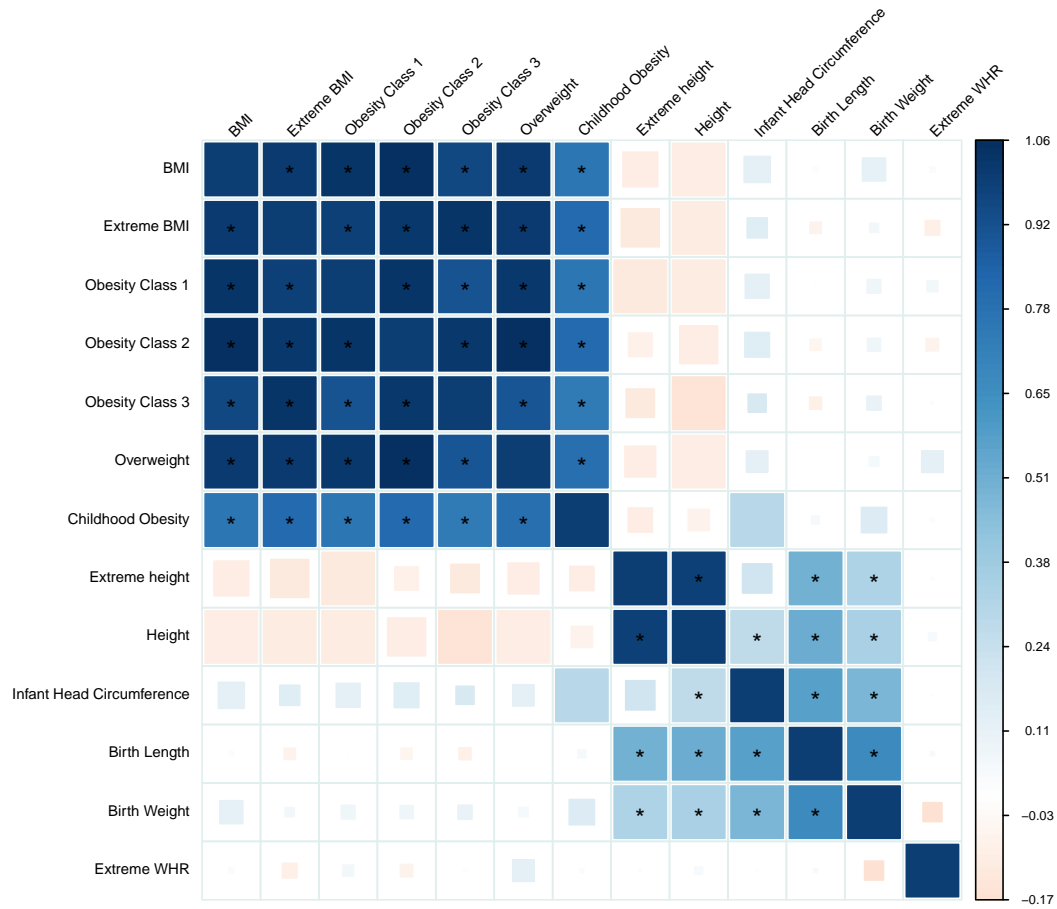 BMI
Extreme BMI
Obesity Class 1
Obesity Class 2
Obesity Class 3
Overweight
Childhood Obesity
Extreme height
Height
Infant Head Circumference
Birth Length
Birth Weight
Extreme WHR
BMI
* * * * * *
Extreme BMI
* * * * * *
Obesity Class 1
* * * * * *
Obesity Class 2
* * * * * *
Obesity Class 3
* * * * * *
Overweight
* * * * * *
Childhood Obesity
* * * * * *
Extreme height
* * *
Height
* * * *
Infant Head Circumference
* * *
Birth Length
* * * *
Birth Weight
* * * *
Extreme WHR
1.06
0.92
0.78
0.65
0.51
0.38
0.24
0.11
−0.03
−0.17